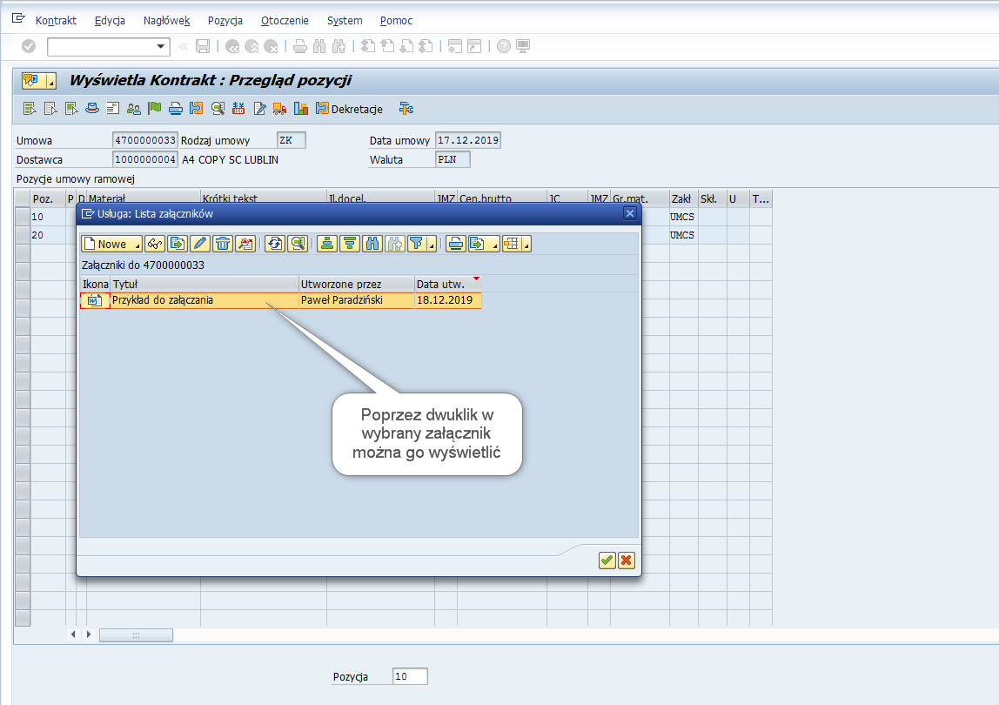 Kontrakt Edycja Nagłówek Pozycja Otoczenie System Pomoc
Wyświetla Kontrakt : Przegląd pozycji
Dekretacje
Umowa 4700000033 Rodzaj umowy ZK Data umowy 17.12.2019
Dostawca 1000000004 A4 COPY SC LUBLIN Waluta PLN
Pozycje umowy ramowej
Poz. P D Materiał Krótki tekst Il.docel. JMZ Cen.brutto JC JMZ Gr.mat. Zakł Skł. U T...
10 UMCS
20 UMCS
Usługa: Lista załączników
Nowe
Załączniki do 4700000033
Ikona Tytuł Utworzone przez Data utw.
Przykład do załączania Paweł Paradziński 18.12.2019
Poprzez dwuklik w
wybrany załącznik
można go wyświetlić
Pozycja 10